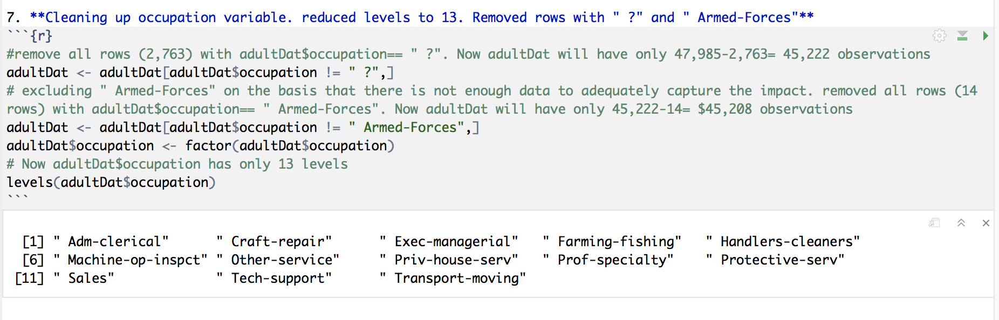 7. **Cleaning up occupation variable. reduced levels to 13. Removed rows with " ?" and " Armed-Forces"**
```{r}
#remove all rows (2,763) with adultDat$occupation== " ?". Now adultDat will have only 47,985-2,763= 45,222 observations
adultDat <- adultDat[adultDat$occupation != " ?",]
# excluding " Armed-Forces" on the basis that there is not enough data to adequately capture the impact. removed all rows (14
rows) with adultDat$occupation== " Armed-Forces". Now adultDat will have only 45,222-14= $45,208 observations
adultDat <- adultDat[adultDat$occupation != " Armed-Forces",]
adultDat$occupation <- factor(adultDat$occupation)
# Now adultDat$occupation has only 13 levels
levels(adultDat$occupation)
```
[1] " Adm-clerical" " Craft-repair" " Exec-managerial" " Farming-fishing" " Handlers-cleaners"
[6] " Machine-op-inspct" " Other-service" " Priv-house-serv" " Prof-specialty" " Protective-serv"
[11] " Sales" " Tech-support" " Transport-moving"